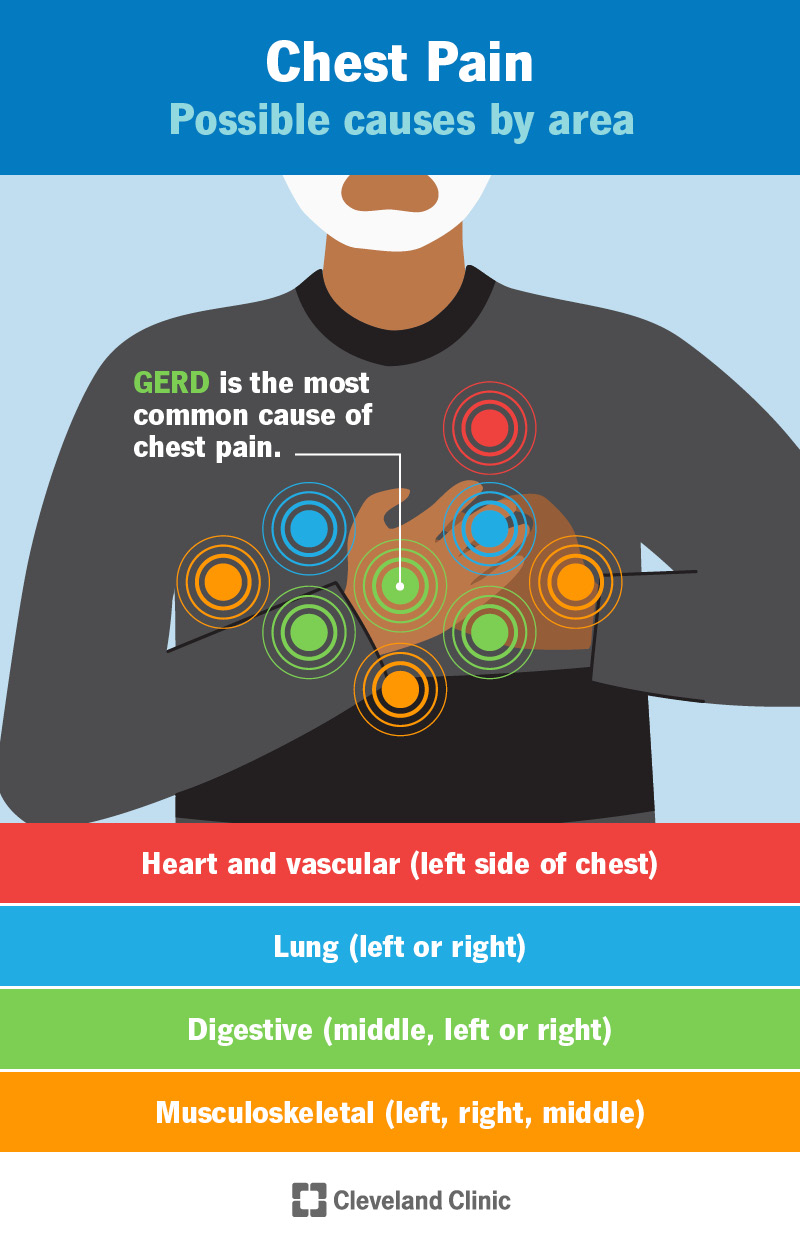 Chest Pain
Possible causes by area
GERD is the most
common cause of
chest pain.
Heart and vascular (left side of chest)
Lung (left or right)
Digestive (middle, left or right)
Musculoskeletal (left, right, middle)
Cleveland Clinic